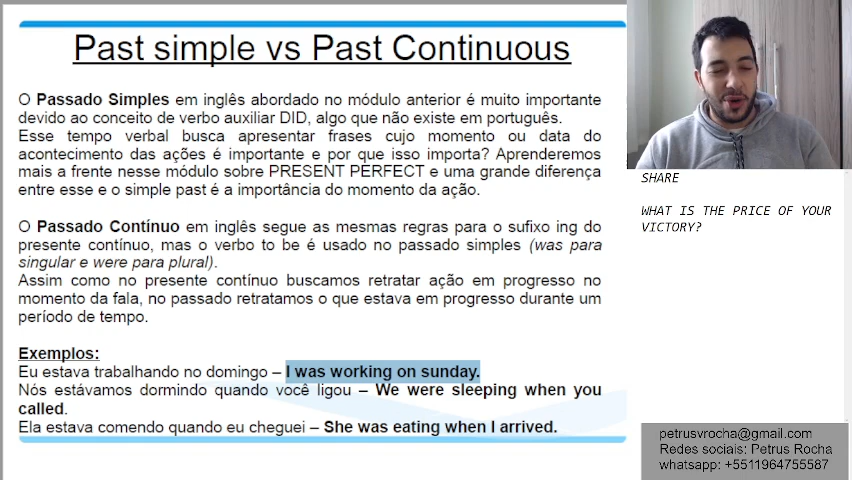 Past simple vs Past Continuous
O Passado Simples em inglês abordado no módulo anterior é muito importante
devido ao conceito de verbo auxiliar DID, algo que não existe em português.
Esse tempo verbal busca apresentar frases cujo momento ou data do
acontecimento das ações é importante e por que isso importa? Aprenderemos
mais a frente nesse módulo sobre PRESENT PERFECT e uma grande diferença
entre esse e o simple past é a importância do momento da ação.
O Passado Contínuo em inglês segue as mesmas regras para o sufixo ing do
presente contínuo, mas o verbo to be é usado no passado simples (was para
singular e were para plural).
Assim como no presente contínuo buscamos retratar ação em progresso no
momento da fala, no passado retratamos o que estava em progresso durante um
período de tempo.
Exemplos:
Eu estava trabalhando no domingo – I was working on sunday.
Nós estávamos dormindo quando você ligou – We were sleeping when you
called.
Ela estava comendo quando eu cheguei – She was eating when I arrived.
SHARE
WHAT IS THE PRICE OF YOUR
VICTORY?
petrusvrocha@gmail.com
Redes sociais: Petrus Rocha
whatsapp: +5511964755587